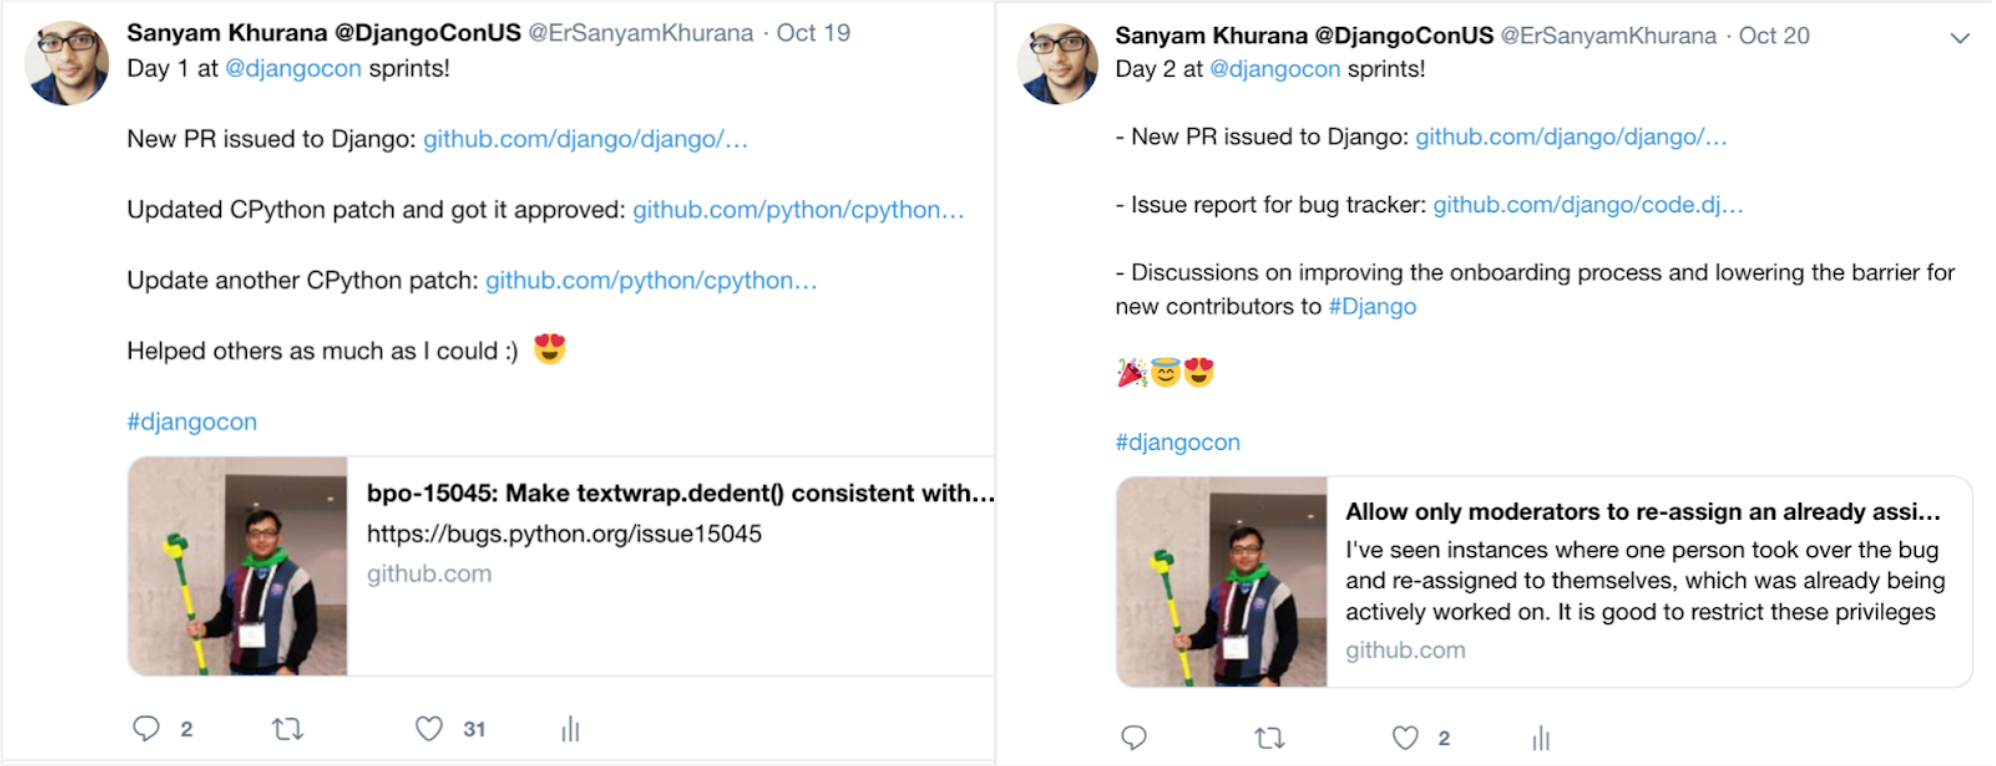 Sanyam Khurana @DjangoConUS @ErSanyamKhurana · Oct 19
Day 1 at @djangocon sprints!
New PR issued to Django: github.com/django/django/…
Updated CPython patch and got it approved: github.com/python/cpython…
Update another CPython patch: github.com/python/cpython…
Helped others as much as I could :) 😍
#djangocon
bpo-15045: Make textwrap.dedent() consistent with...
https://bugs.python.org/issue15045
github.com
2 31
Sanyam Khurana @DjangoConUS @ErSanyamKhurana · Oct 20
Day 2 at @djangocon sprints!
- New PR issued to Django: github.com/django/django/…
- Issue report for bug tracker: github.com/django/code.dj…
- Discussions on improving the onboarding process and lowering the barrier for
new contributors to #Django
🎉😇😍
#djangocon
Allow only moderators to re-assign an already assi...
I've seen instances where one person took over the bug
and re-assigned to themselves, which was already being
actively worked on. It is good to restrict these privileges
github.com
2